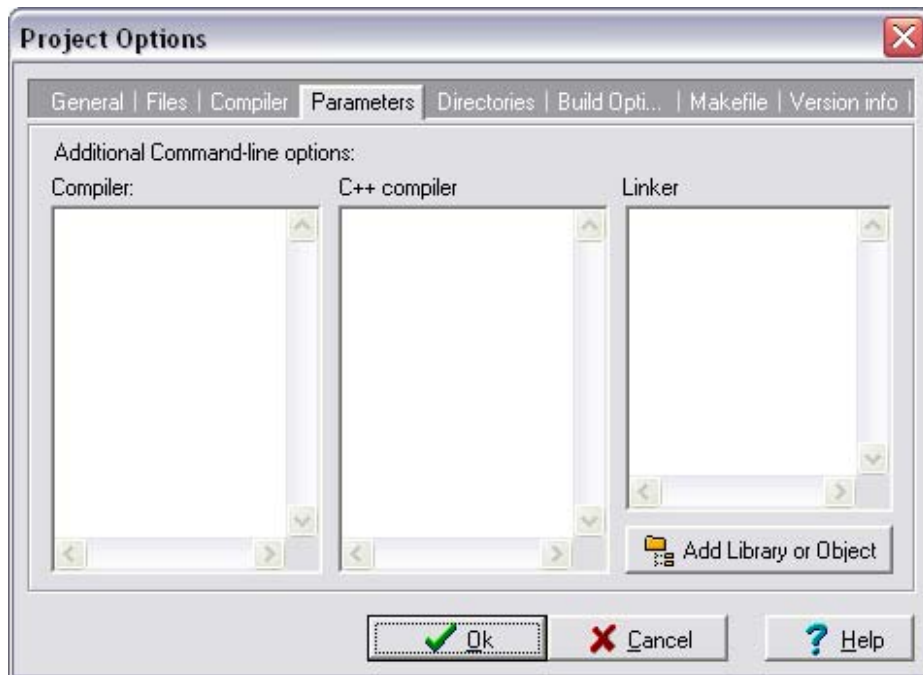 Project Options
General | Files | Compiler Parameters Directories | Build Opti... | Makefile | Version info |
Additional Command-line options:
Compiler: C++ compiler Linker
Add Library or Object
Ok Cancel ? Help